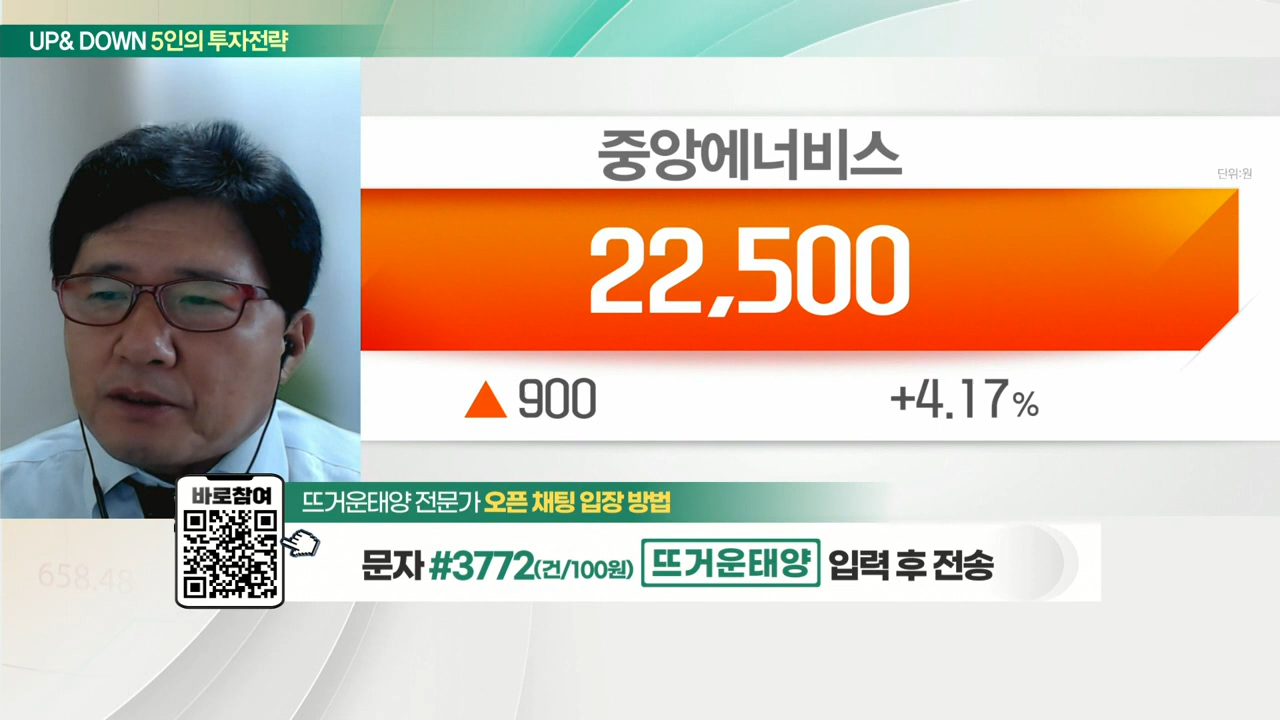 UP& DOWN 5인의 투자전략
중앙에너비스
단위:원
22,500
▲ 900 +4.17%
바로참여
뜨거운태양 전문가 오픈 채팅 입장 방법
문자 #3772(건/100원) 뜨거운태양 입력 후 전송
658.48